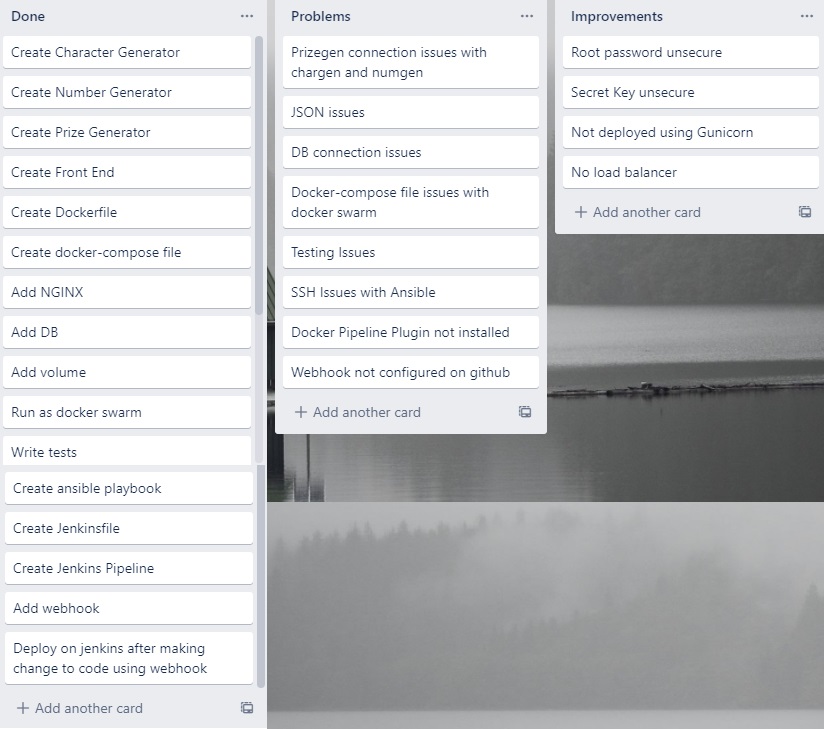 Done
Create Character Generator
Create Number Generator
Create Prize Generator
Create Front End
Create Dockerfile
Create docker-compose file
Add NGINX
Add DB
Add volume
Run as docker swarm
Write tests
Create ansible playbook
Create Jenkinsfile
Create Jenkins Pipeline
Add webhook
Deploy on jenkins after making
change to code using webhook
Add another card
Problems
Prizegen connection issues with
chargen and numgen
JSON issues
DB connection issues
Docker-compose file issues with
docker swarm
Testing Issues
SSH Issues with Ansible
Docker Pipeline Plugin not installed
Webhook not configured on github
Add another card
Improvements
Root password unsecure
Secret Key unsecure
Not deployed using Gunicorn
No load balancer
Add another card